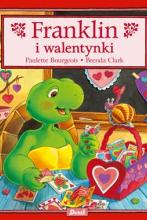 Franklin
i walentynki
Paulette Bourgeois • Brenda Clark
Debit